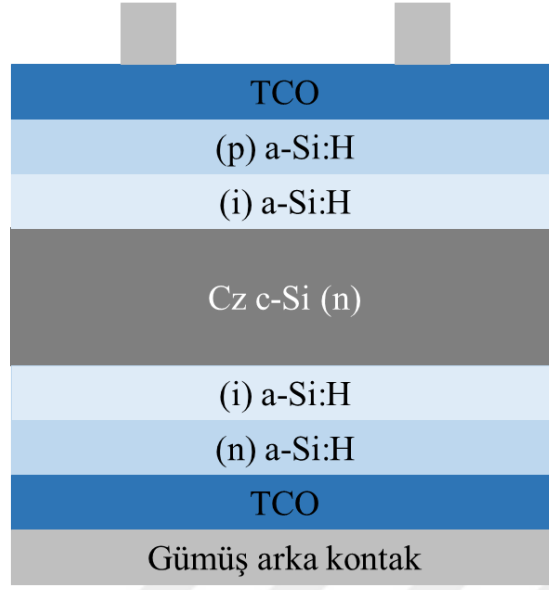 TCO
(p) a-Si:H
(i) a-Si:H
Cz c-Si (n)
(i) a-Si:H
(n) a-Si:H
TCO
Gümüş arka kontak